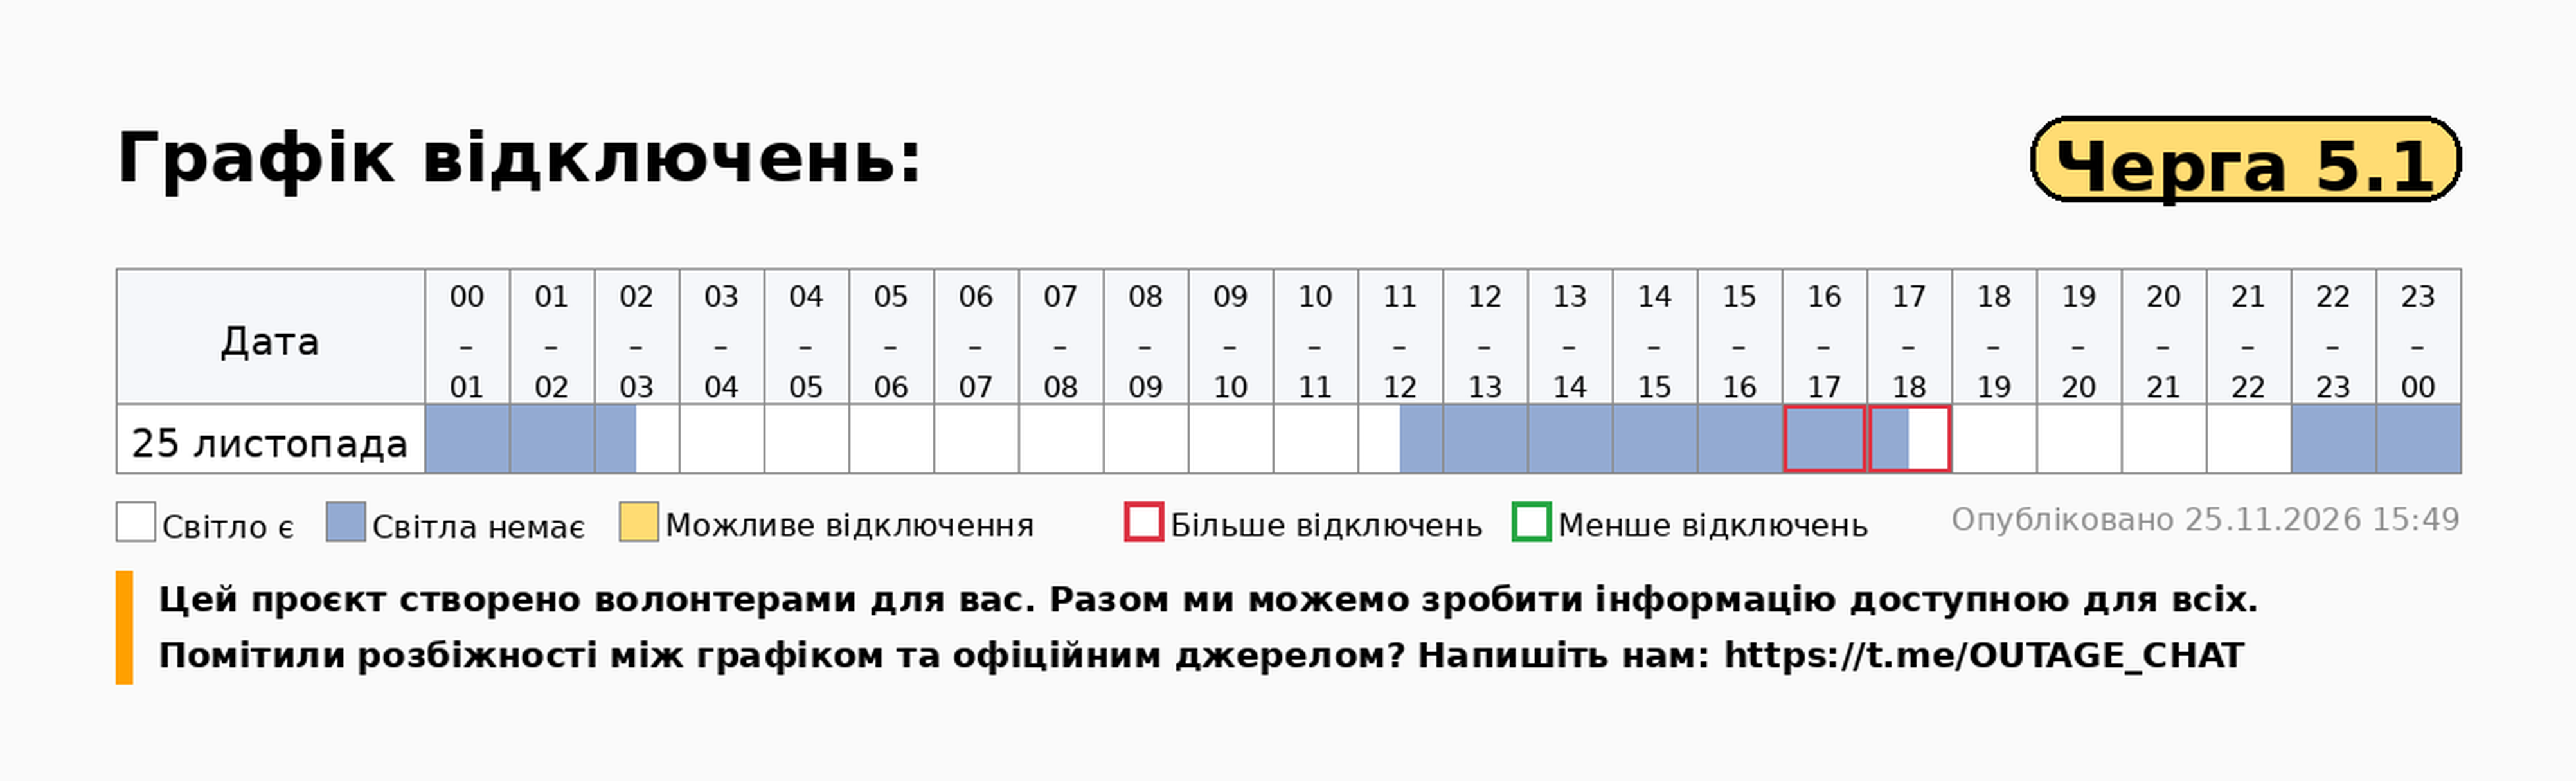 Графік відключень:
Черга 5.1
Дата
00 – 01
01 – 02
02 – 03
03 – 04
04 – 05
05 – 06
06 – 07
07 – 08
08 – 09
09 – 10
10 – 11
11 – 12
12 – 13
13 – 14
14 – 15
15 – 16
16 – 17
17 – 18
18 – 19
19 – 20
20 – 21
21 – 22
22 – 23
23 – 00
25 листопада
Світло є
Світла немає
Можливе відключення
Більше відключень
Менше відключень
Опубліковано 25.11.2026 15:49
Цей проєкт створено волонтерами для вас. Разом ми можемо зробити інформацію доступною для всіх.
Помітили розбіжності між графіком та офіційним джерелом? Напишіть нам: https://t.me/OUTAGE_CHAT